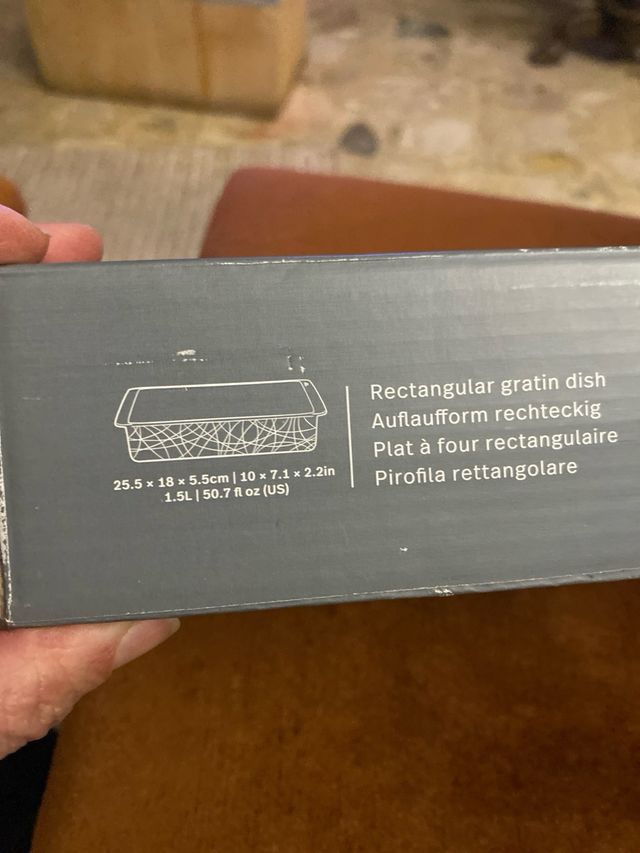 25.5 × 18 × 5.5cm | 10 × 7.1 × 2.2in
1.5L | 50.7 fl oz (US)
Rectangular gratin dish
Auflaufform rechteckig
Plat à four rectangulaire
Pirofila rettangolare